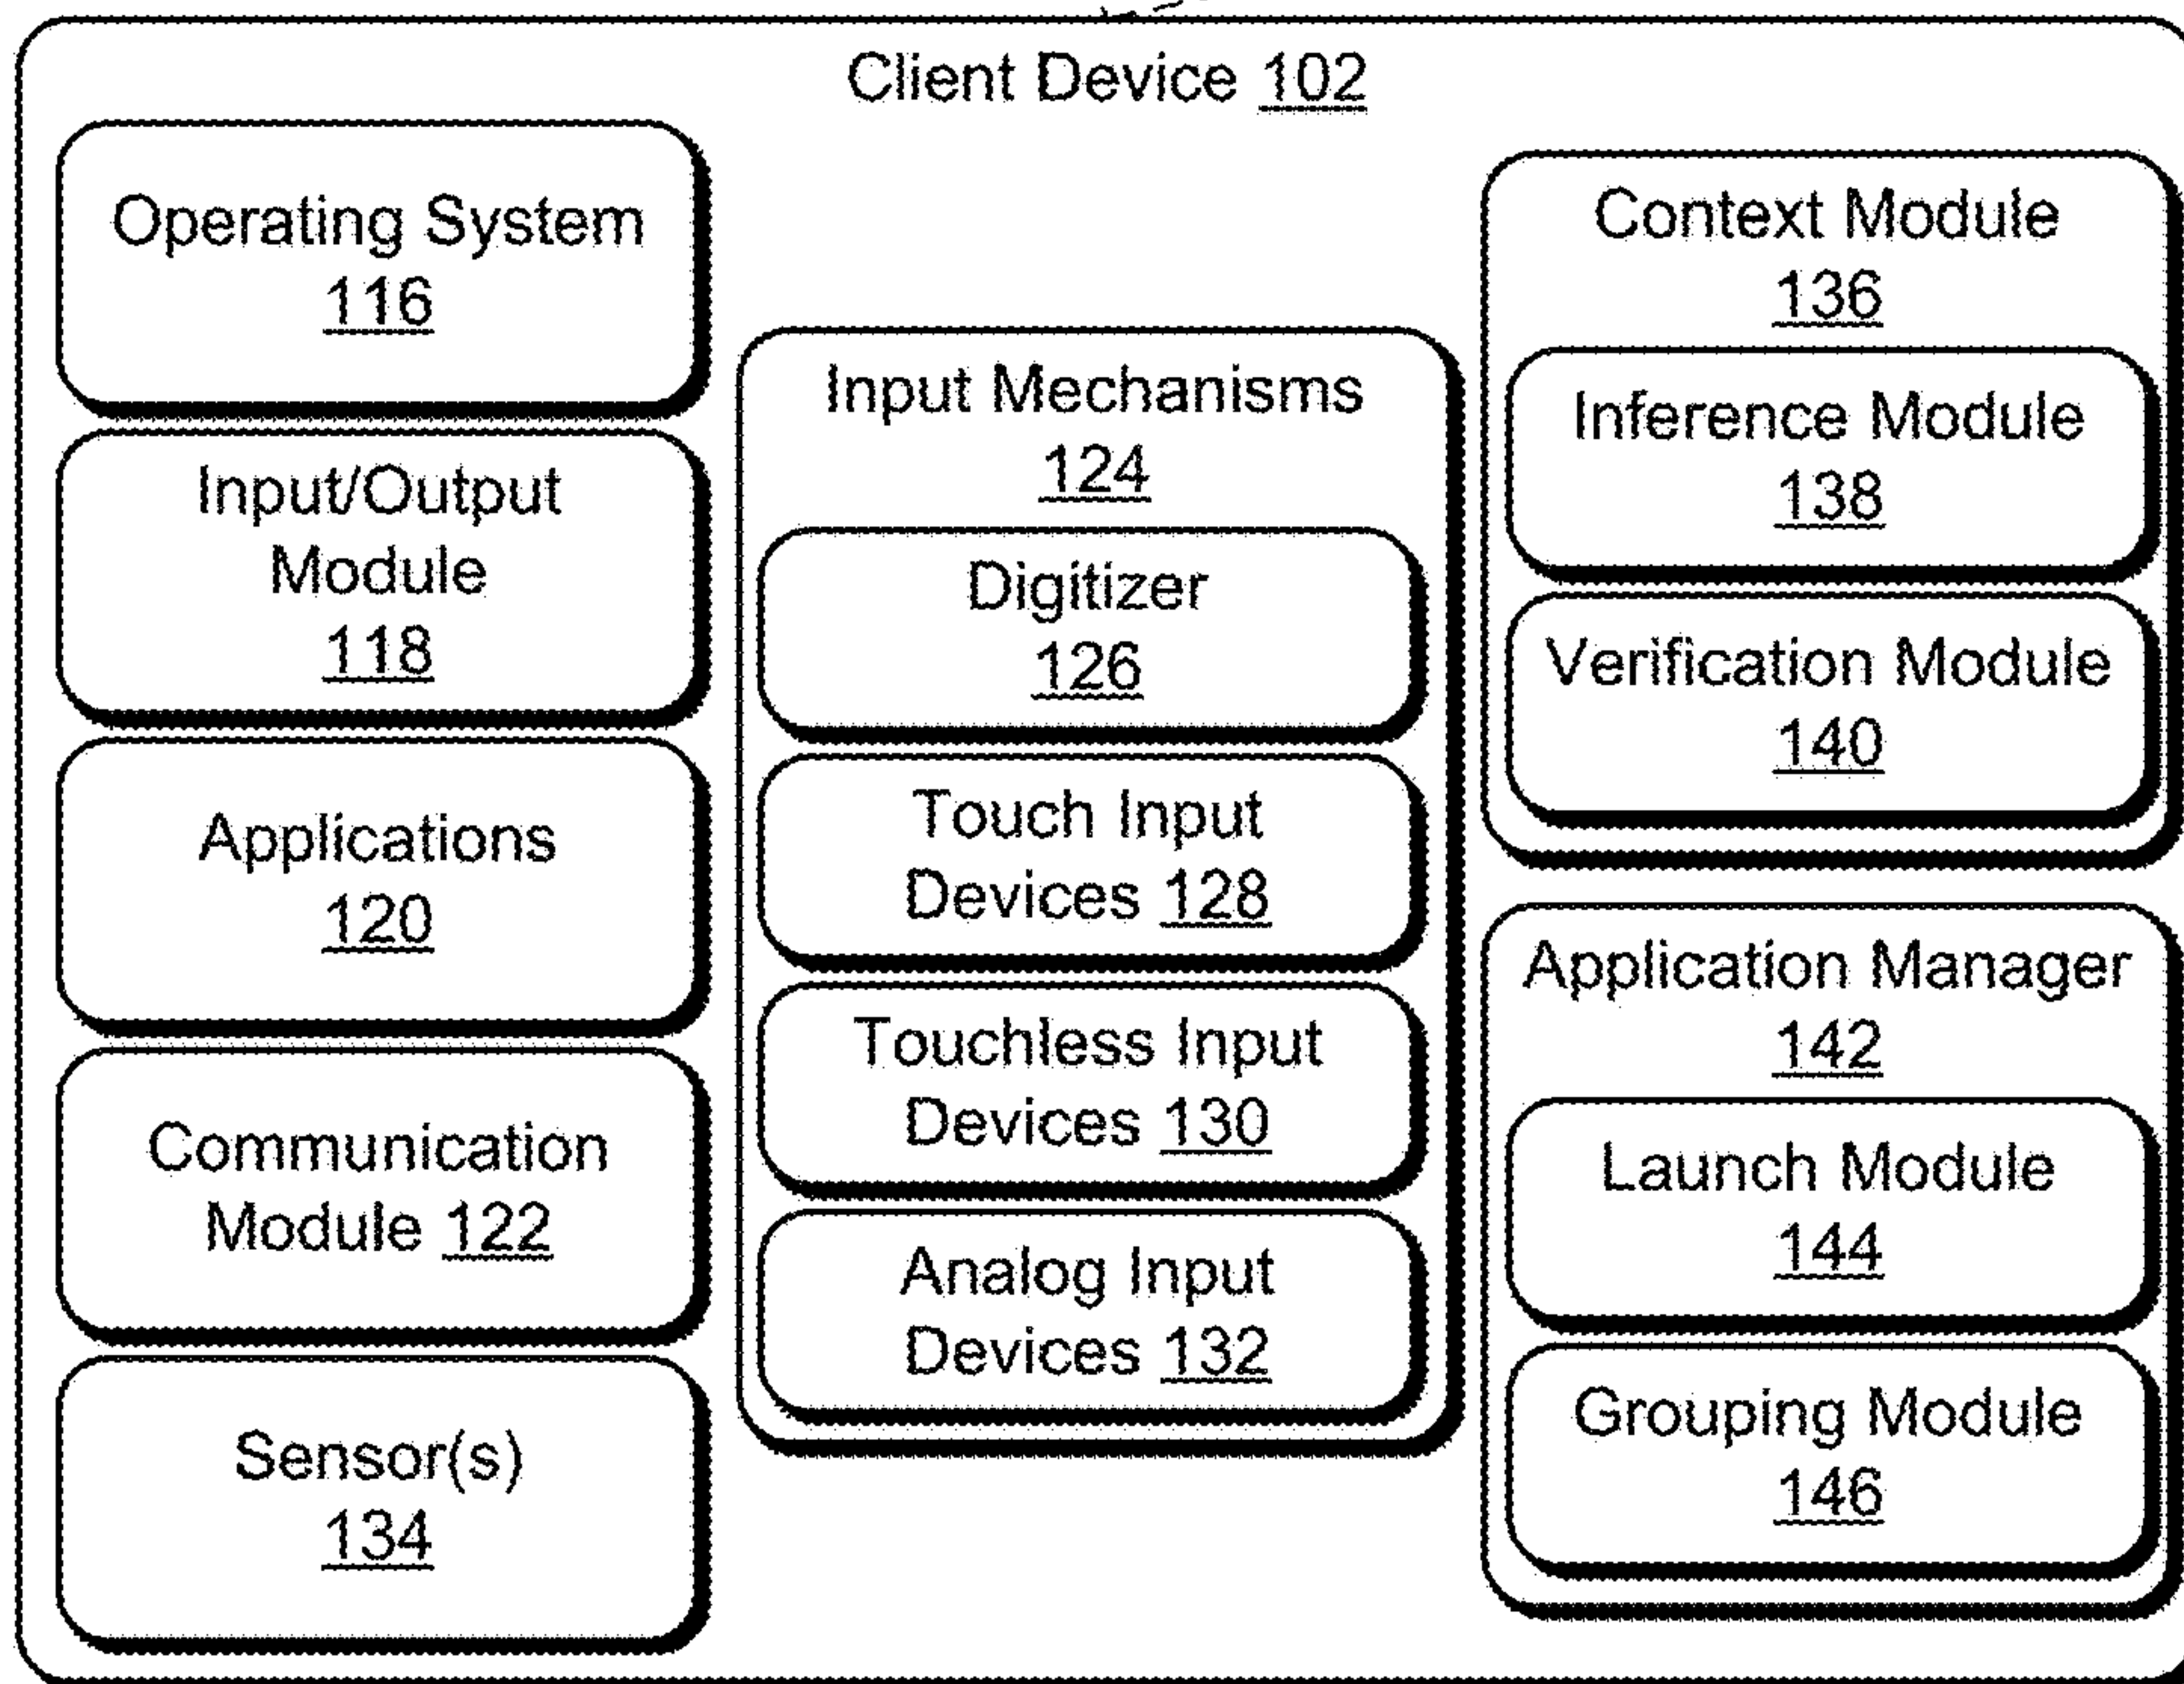 Client Device 102
Operating System
116
Input/Output
Module
118
Applications
120
Communication
Module 122
Sensor(s)
134
Input Mechanisms
124
Digitizer
126
Touch Input
Devices 128
Touchless Input
Devices 130
Analog Input
Devices 132
Context Module
136
Inference Module
138
Verification Module
140
Application Manager
142
Launch Module
144
Grouping Module
146